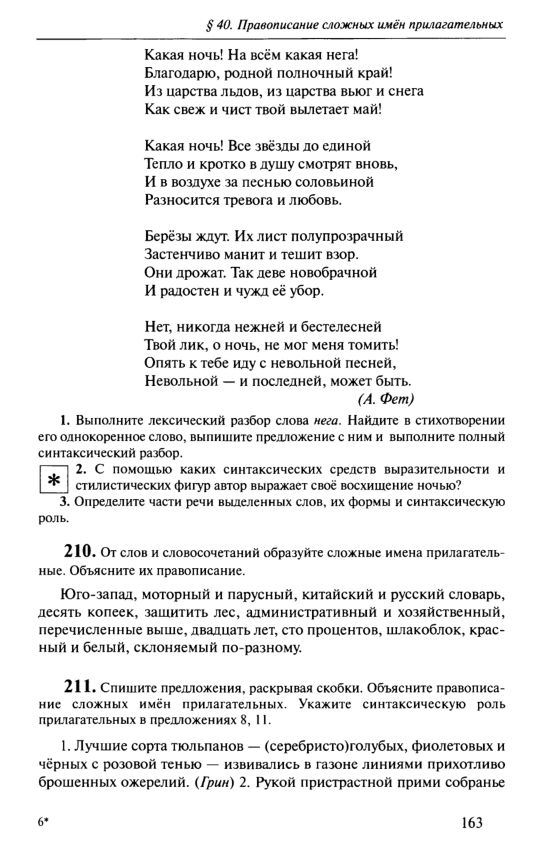 § 40. Правописание сложных имён прилагательных
Какая ночь! На всём какая нега!
Благодарю, родной полночный край!
Из царства льдов, из царства вьюг и снега
Как свеж и чист твой вылетает май!
Какая ночь! Все звёзды до единой
Тепло и кротко в душу смотрят вновь,
И в воздухе за песнью соловьиной
Разносится тревога и любовь.
Берёзы ждут. Их лист полупрозрачный
Застенчиво манит и тешит взор.
Они дрожат. Так деве новобрачной
И радостен и чужд её убор.
Нет, никогда нежней и бестелесней
Твой лик, о ночь, не мог меня томить!
Опять к тебе иду с невольной песней,
Невольной — и последней, может быть.
(А. Фет)
1. Выполните лексический разбор слова нега. Найдите в стихотворении
его однокоренное слово, выпишите предложение с ним и выполните полный
синтаксический разбор.
* 2. С помощью каких синтаксических средств выразительности и
стилистических фигур автор выражает своё восхищение ночью?
3. Определите части речи выделенных слов, их формы и синтаксическую
роль.
210. От слов и словосочетаний образуйте сложные имена прилагатель-
ные. Объясните их правописание.
Юго-запад, моторный и парусный, китайский и русский словарь,
десять копеек, защитить лес, административный и хозяйственный,
перечисленные выше, двадцать лет, сто процентов, шлакоблок, крас-
ный и белый, склоняемый по-разному.
211. Спишите предложения, раскрывая скобки. Объясните правописа-
ние сложных имён прилагательных. Укажите синтаксическую роль
прилагательных в предложениях 8, 11.
1. Лучшие сорта тюльпанов — (серебристо)голубых, фиолетовых и
чёрных с розовой тенью — извивались в газоне линиями прихотливо
брошенных ожерелий. (Грин) 2. Рукой пристрастной прими собранье
6*
163